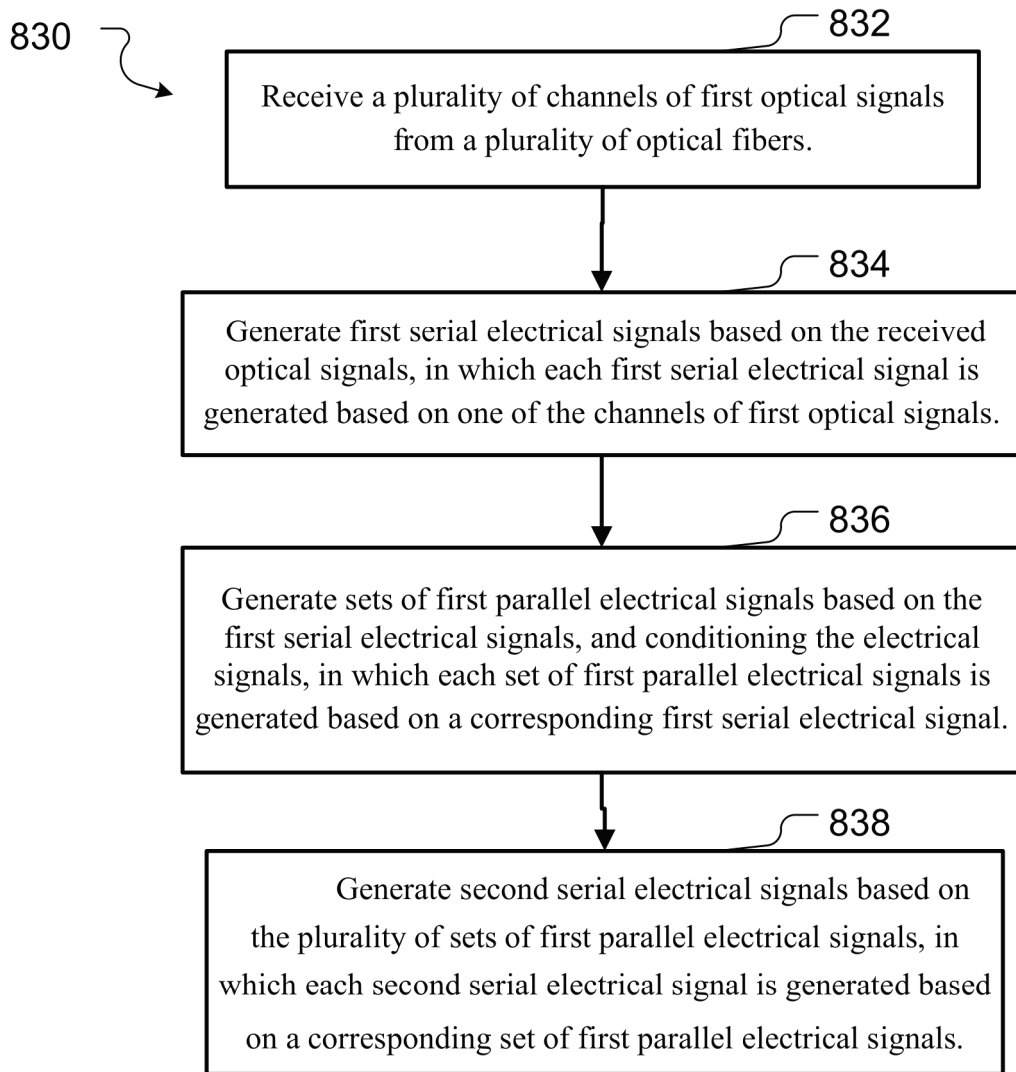 830
832
Receive a plurality of channels of first optical signals
from a plurality of optical fibers.
834
Generate first serial electrical signals based on the received
optical signals, in which each first serial electrical signal is
generated based on one of the channels of first optical signals.
836
Generate sets of first parallel electrical signals based on the
first serial electrical signals, and conditioning the electrical
signals, in which each set of first parallel electrical signals is
generated based on a corresponding first serial electrical signal.
838
Generate second serial electrical signals based on
the plurality of sets of first parallel electrical signals, in
which each second serial electrical signal is generated based
on a corresponding set of first parallel electrical signals.